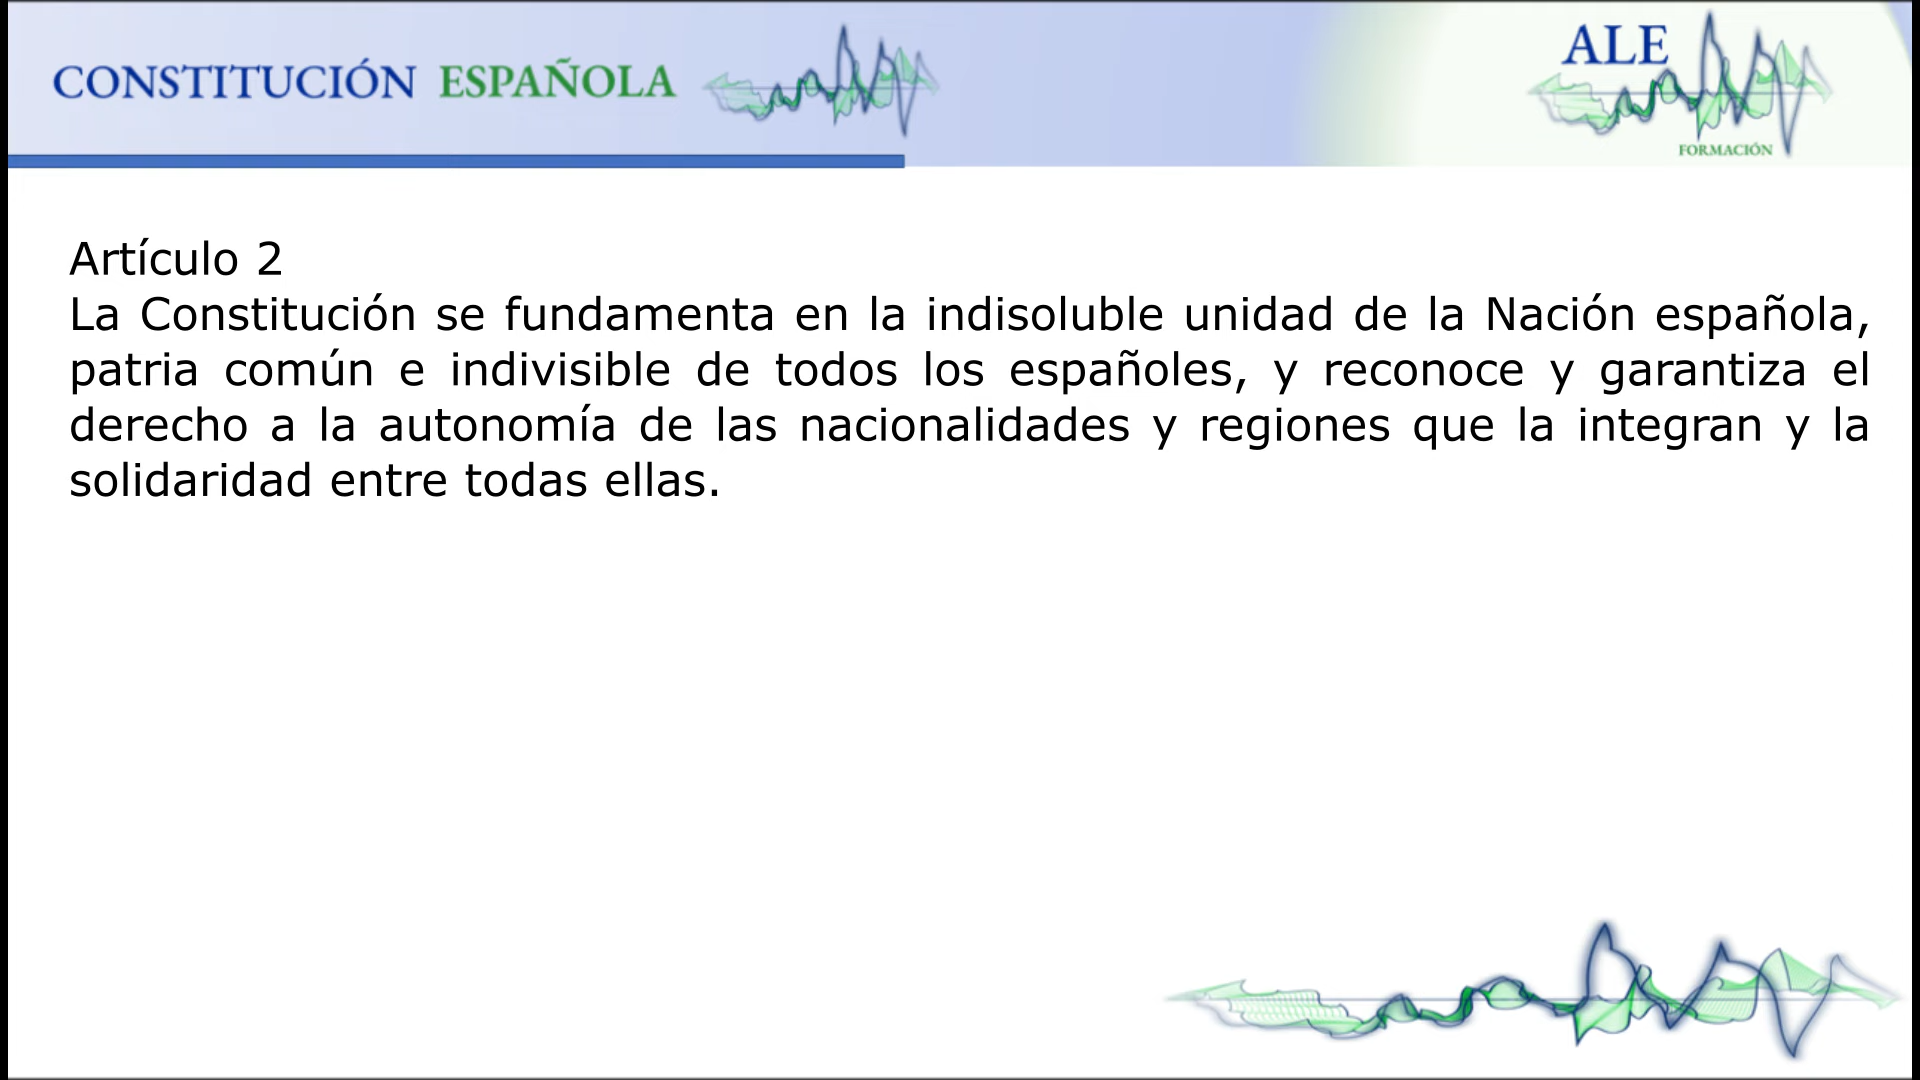 CONSTITUCIÓN ESPAÑOLA
ALE
FORMACIÓN
Artículo 2
La Constitución se fundamenta en la indisoluble unidad de la Nación española,
patria común e indivisible de todos los españoles, y reconoce y garantiza el
derecho a la autonomía de las nacionalidades y regiones que la integran y la
solidaridad entre todas ellas.